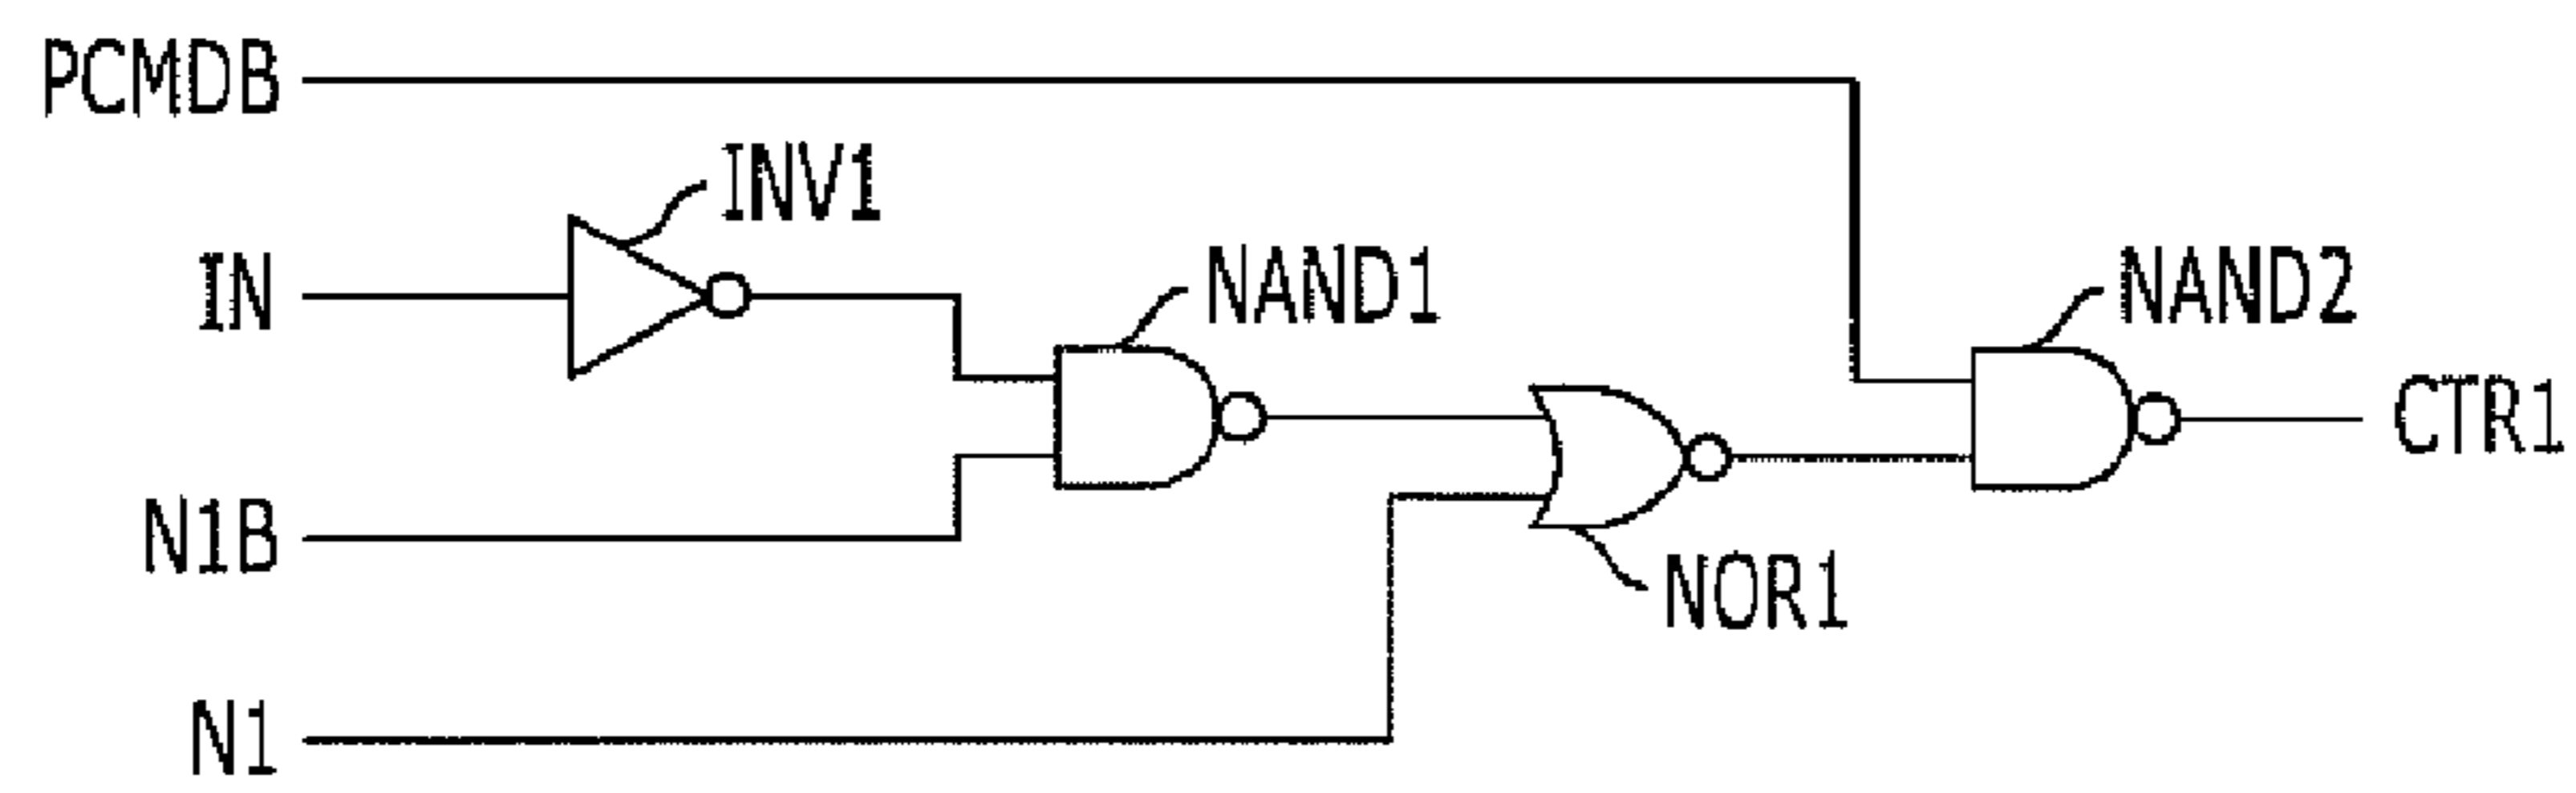 PCMDB
INV1
IN
NAND1
NAND2
CTR1
N1B
NOR1
N1